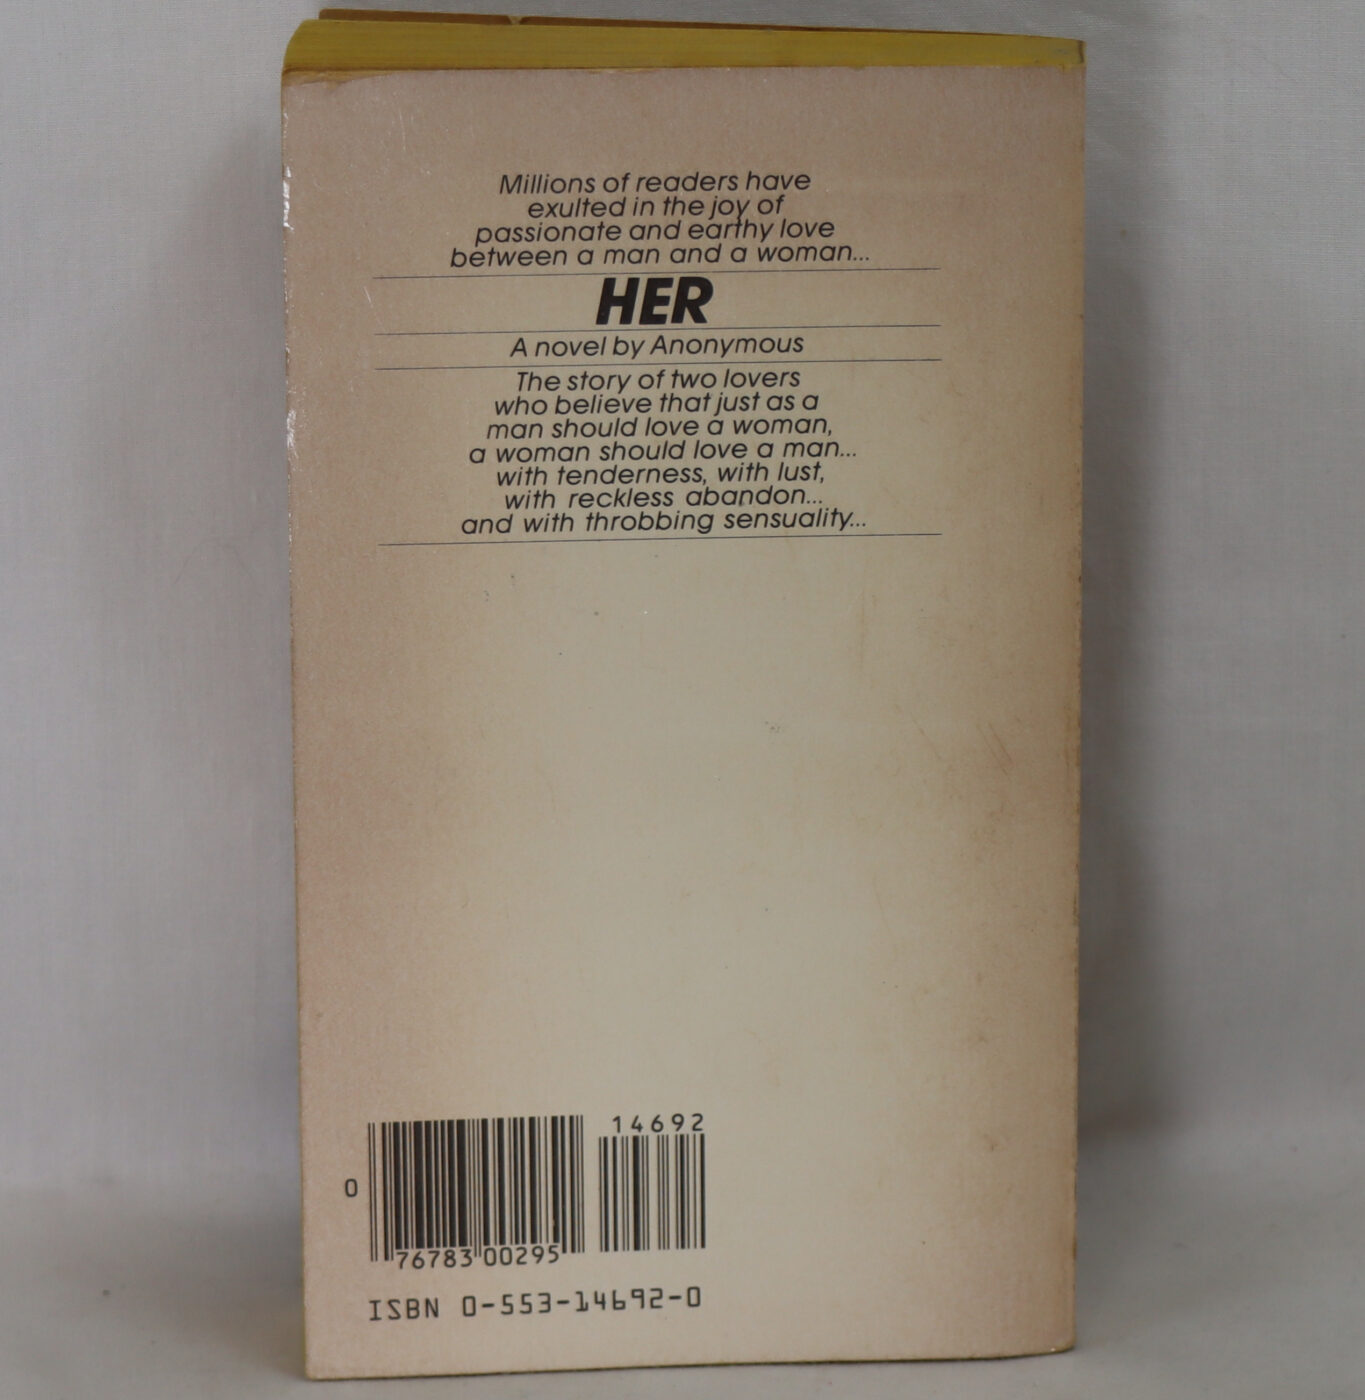 Millions of readers have
exulted in the joy of
passionate and earthy love
between a man and a woman...
HER
A novel by Anonymous
The story of two lovers
who believe that just as a
man should love a woman,
a woman should love a man...
with tenderness, with lust,
with reckless abandon...
and with throbbing sensuality...
14692
0
76783 00295
ISBN 0-553-14692-0